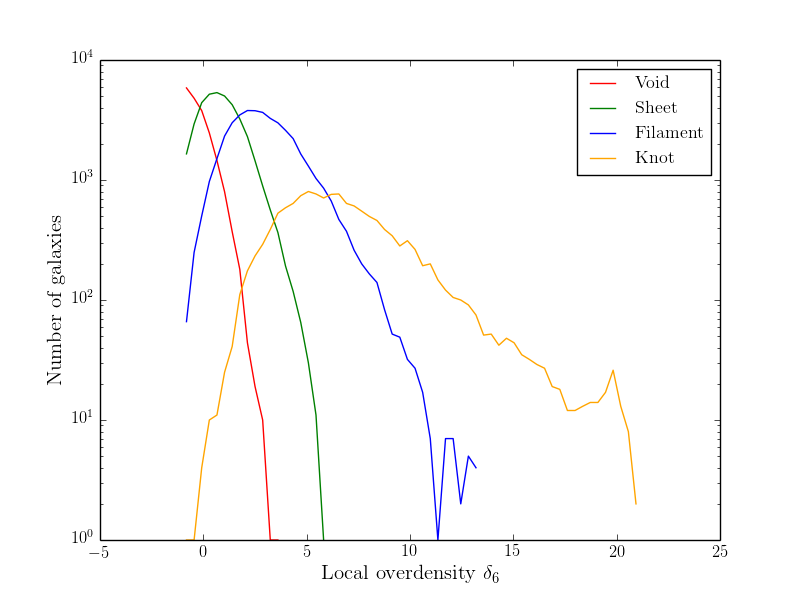 10^4
10^3
10^2
10^1
10^0
Number of galaxies
Void
Sheet
Filament
Knot
−5 0 5 10 15 20 25
Local overdensity δ_6